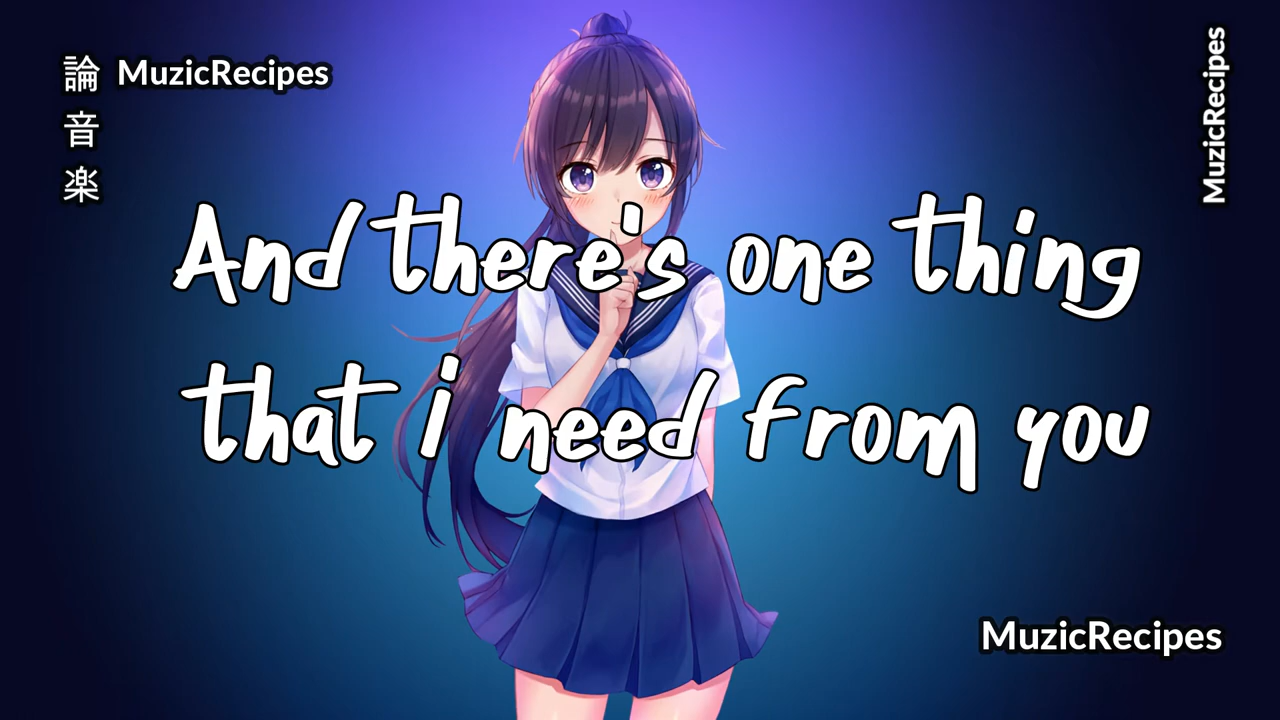 論音楽
MuzicRecipes
MuzicRecipes
And there's one thing
that i need from you
MuzicRecipes